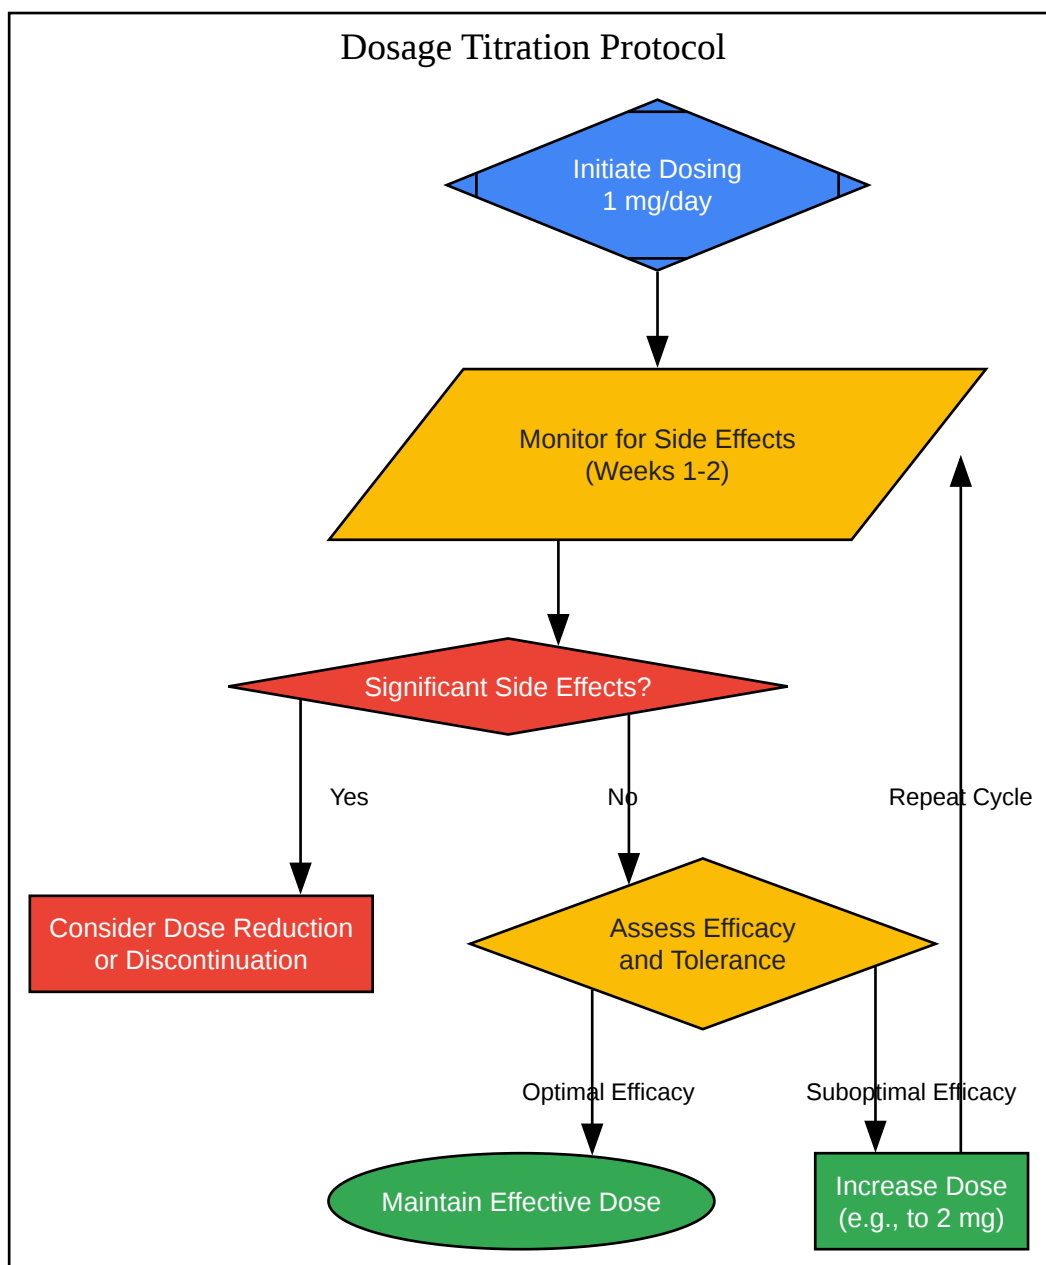 Dosage Titration Protocol
Initiate Dosing
1 mg/day
Monitor for Side Effects
(Weeks 1-2)
Significant Side Effects?
Yes
No
Repeat Cycle
Consider Dose Reduction
or Discontinuation
Assess Efficacy
and Tolerance
Optimal Efficacy
Suboptimal Efficacy
Maintain Effective Dose
Increase Dose
(e.g., to 2 mg)